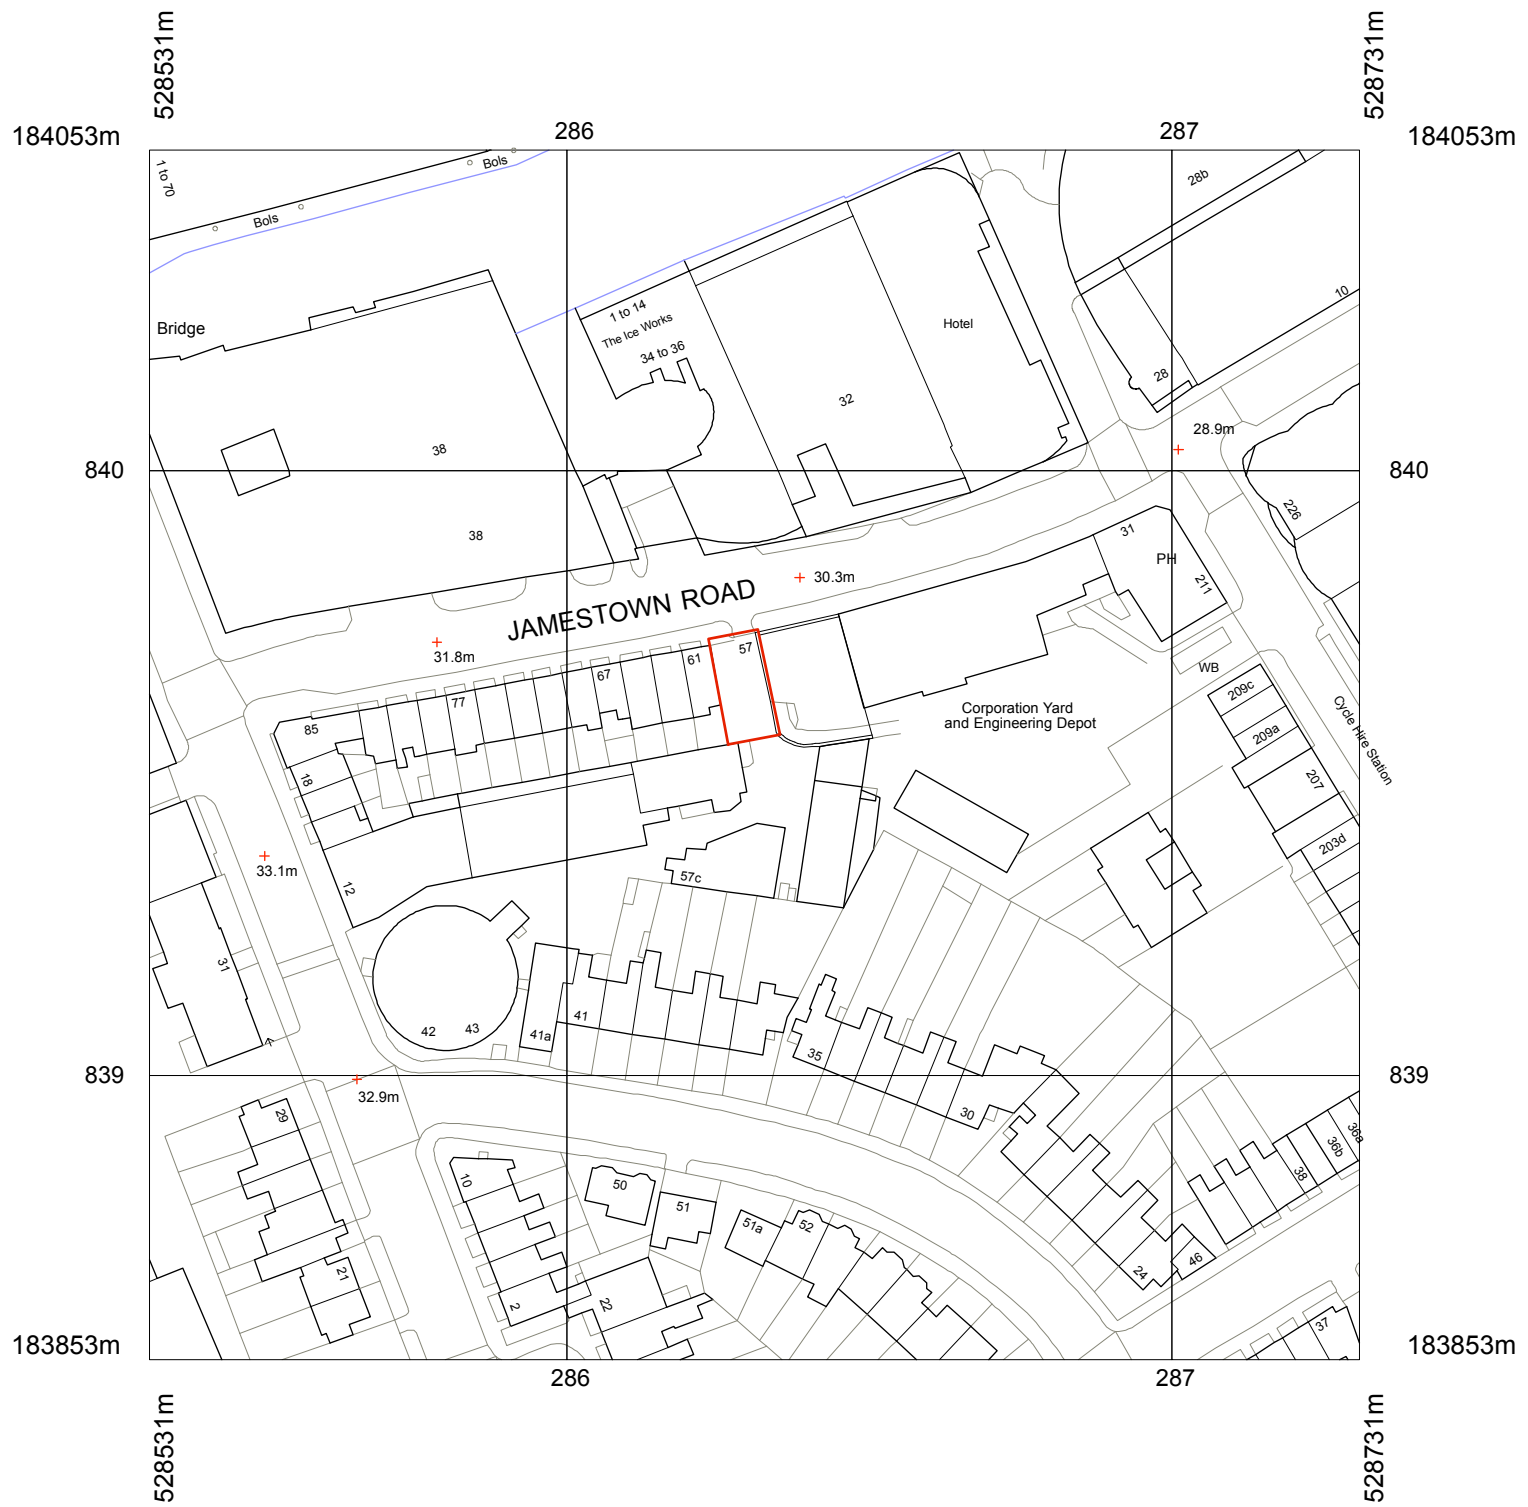 528531m
528731m
184053m
286
287
184053m
1 to 70
Bols
Bols
28b
Bridge
1 to 14
The Ice Works
34 to 36
Hotel
10
28
32
38
28.9m
840
840
226
38
31
PH
211
30.3m
JAMESTOWN ROAD
31.8m
57
61
67
77
85
WB
209c
209a
Cycle Hire Station
Corporation Yard
and Engineering Depot
18
207
203d
33.1m
12
57c
31
42
43
41a
41
35
839
839
32.9m
30
29
36a
36b
38
10
50
51
51a
52
21
24
46
2
22
37
183853m
183853m
286
287
528531m
528731m